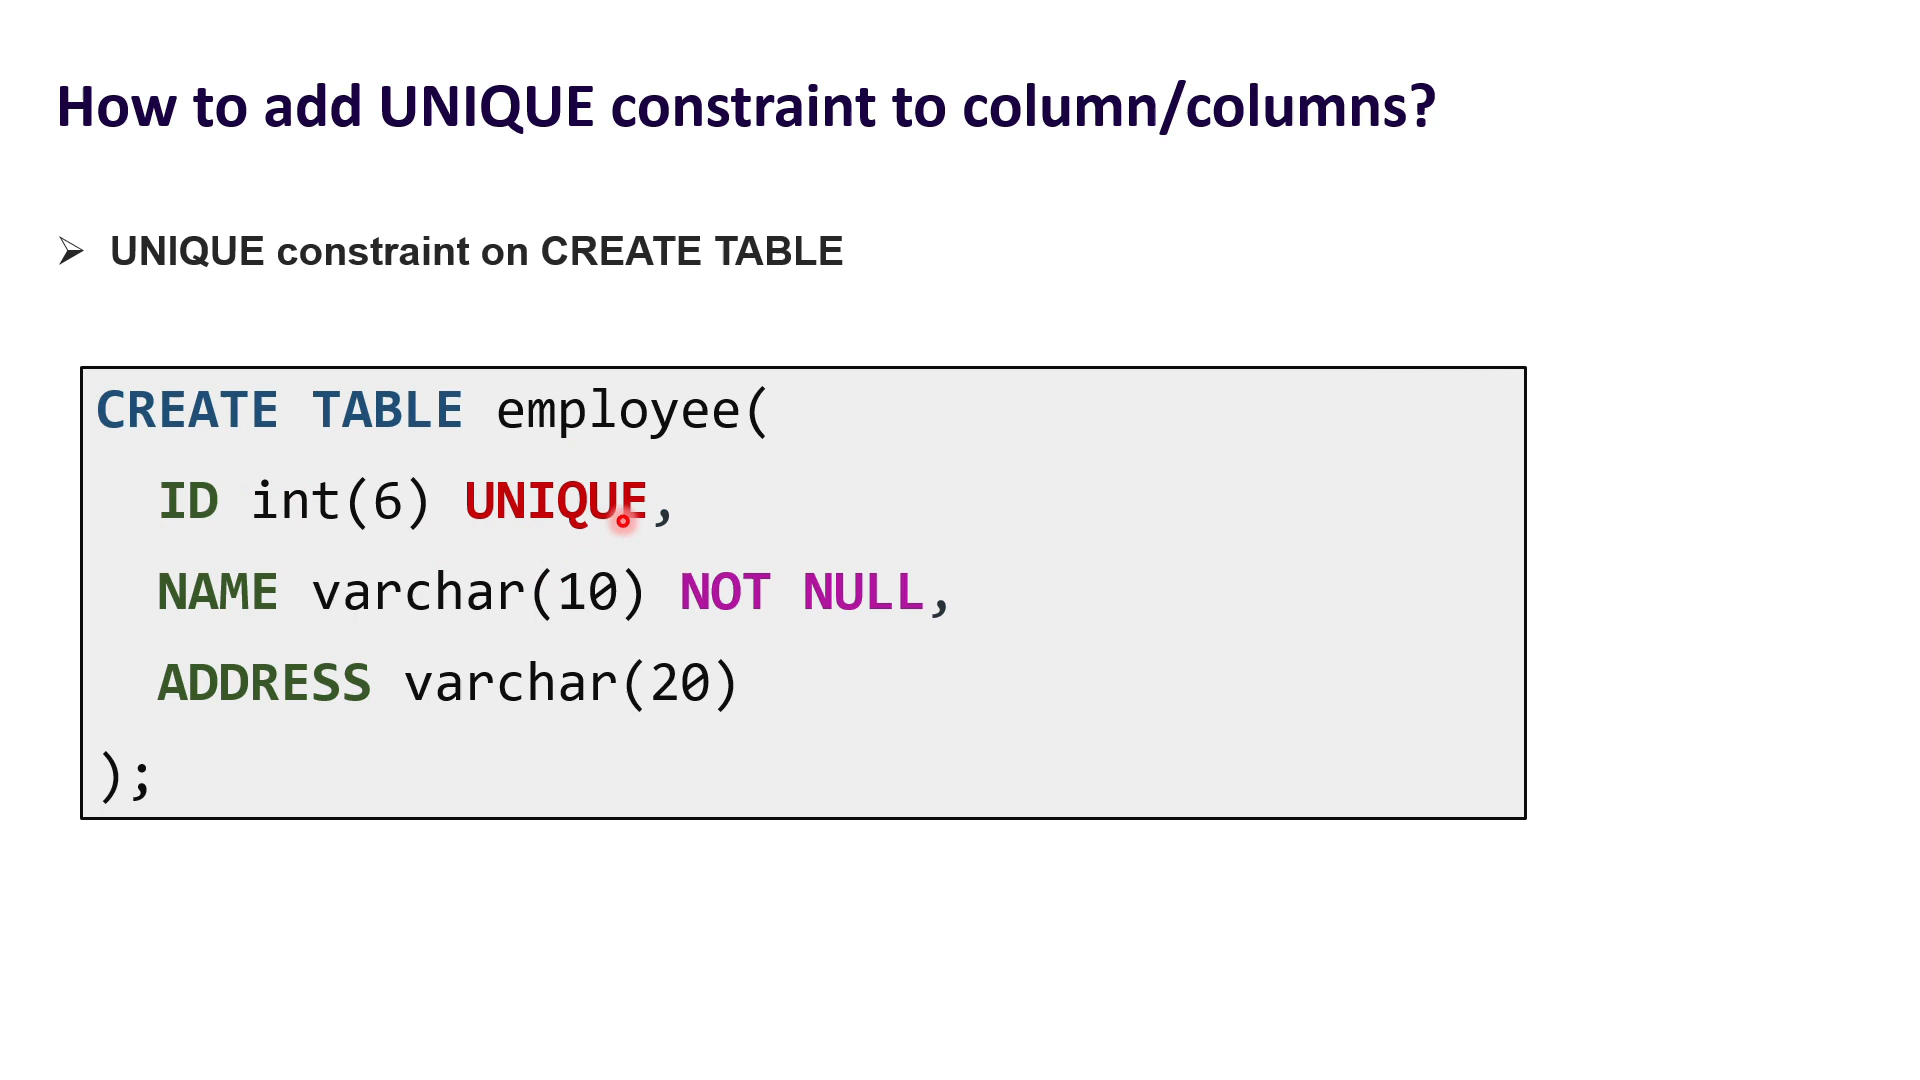 How to add UNIQUE constraint to column/columns?
➢ UNIQUE constraint on CREATE TABLE
CREATE TABLE employee(
ID int(6) UNIQUE,
NAME varchar(10) NOT NULL,
ADDRESS varchar(20)
);